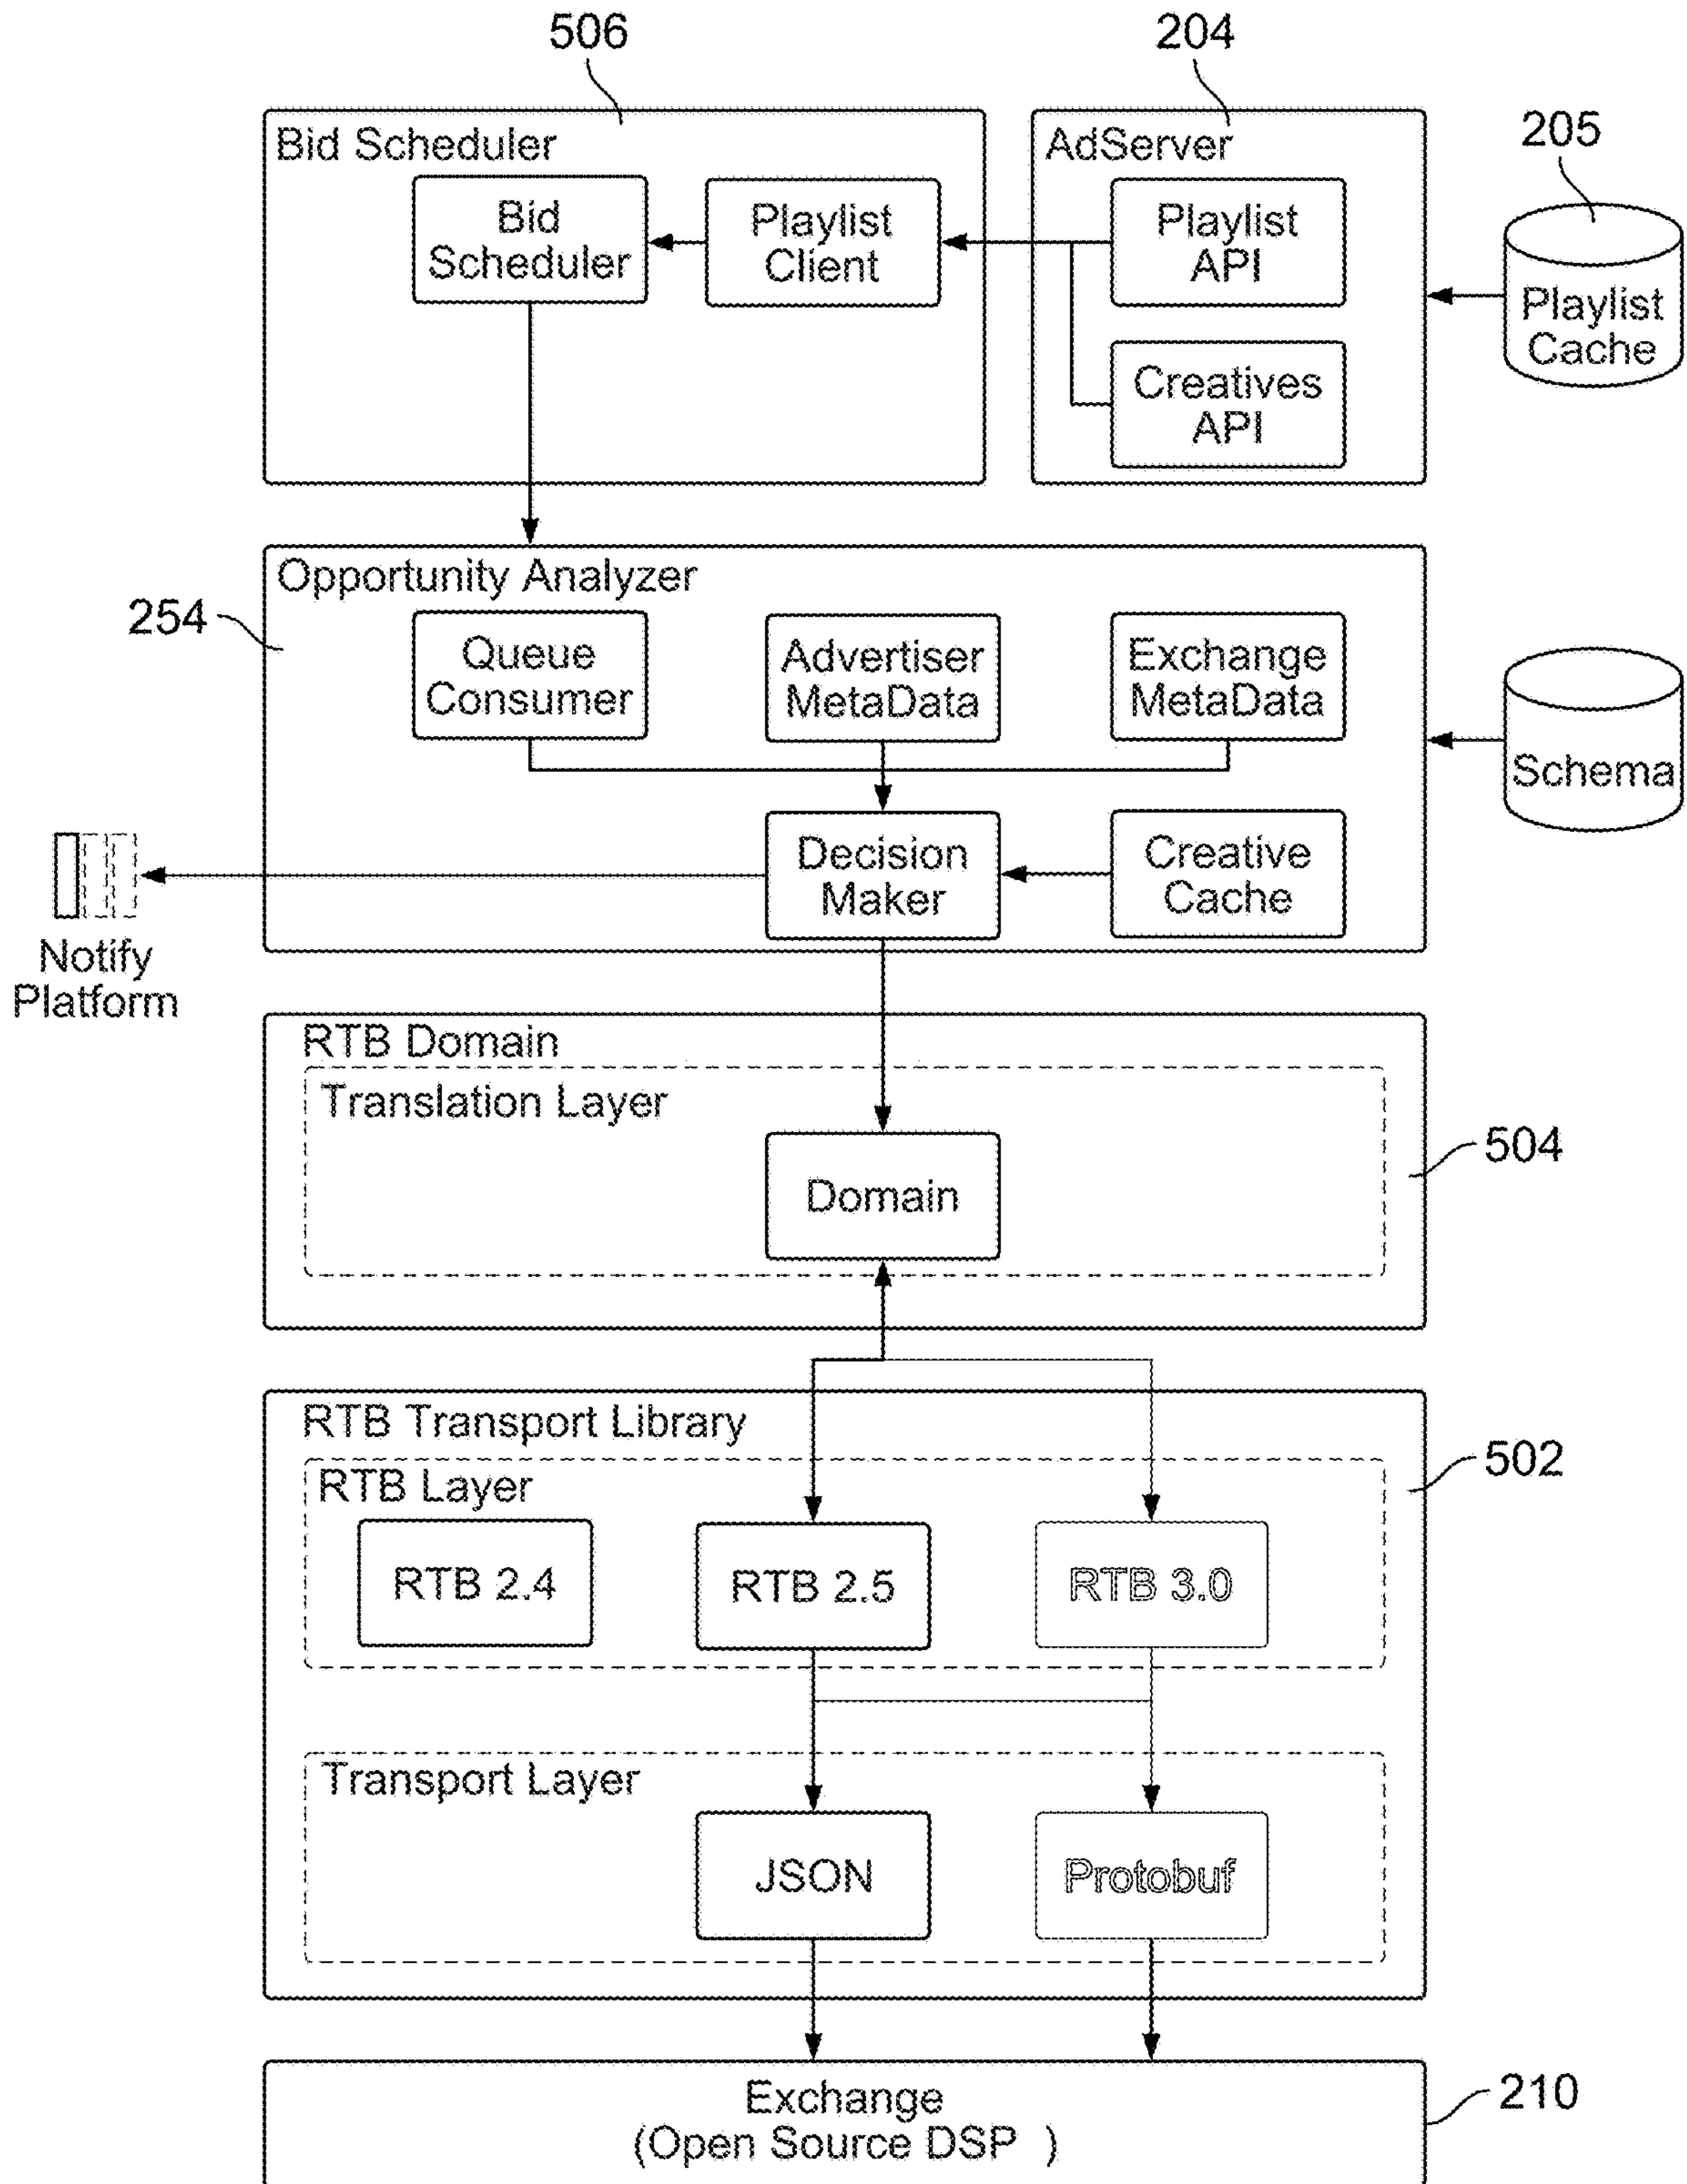 506
204
205
Bid Scheduler
AdServer
Bid
Scheduler
Playlist
Client
Playlist
API
Creatives
API
Playlist
Cache
Opportunity Analyzer
254
Queue
Consumer
Advertiser
MetaData
Exchange
MetaData
Schema
Decision
Maker
Creative
Cache
Notify
Platform
RTB Domain
Translation Layer
504
Domain
RTB Transport Library
502
RTB Layer
RTB 2.4
RTB 2.5
RTB 3.0
Transport Layer
JSON
Protobuf
Exchange
(Open Source DSP )
210